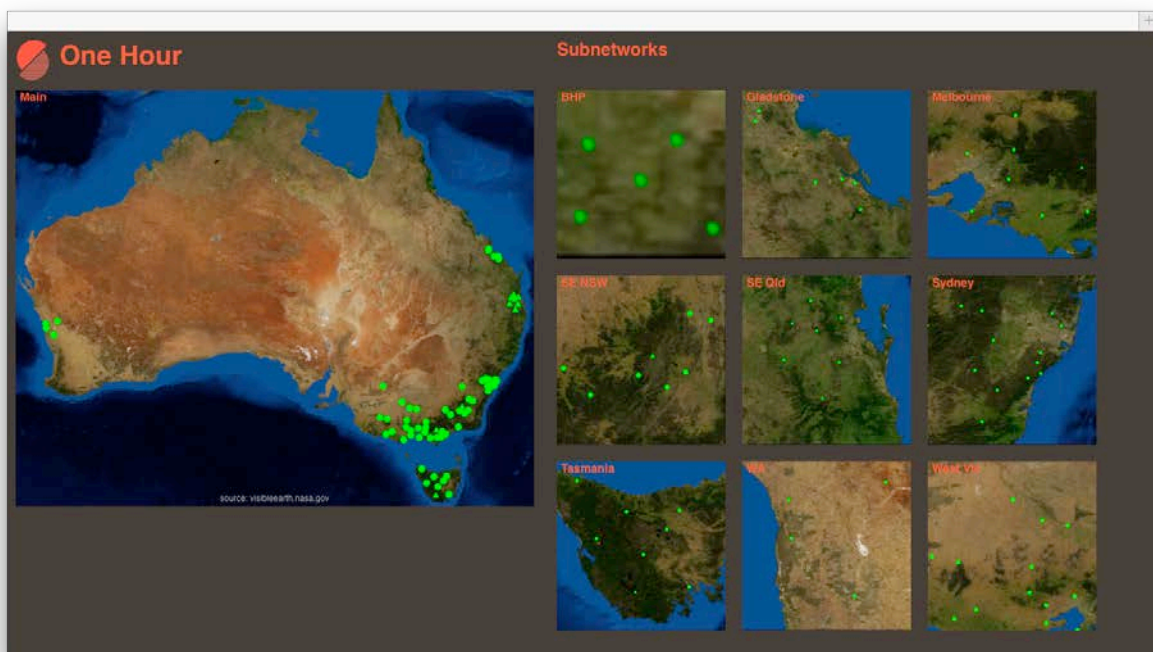 One Hour
Subnetworks
Main
BHP
Gladstone
Melbourne
SE NSW
SE Qld
Sydney
source: visibleearth.nasa.gov
Tasmania
WA
West Vic